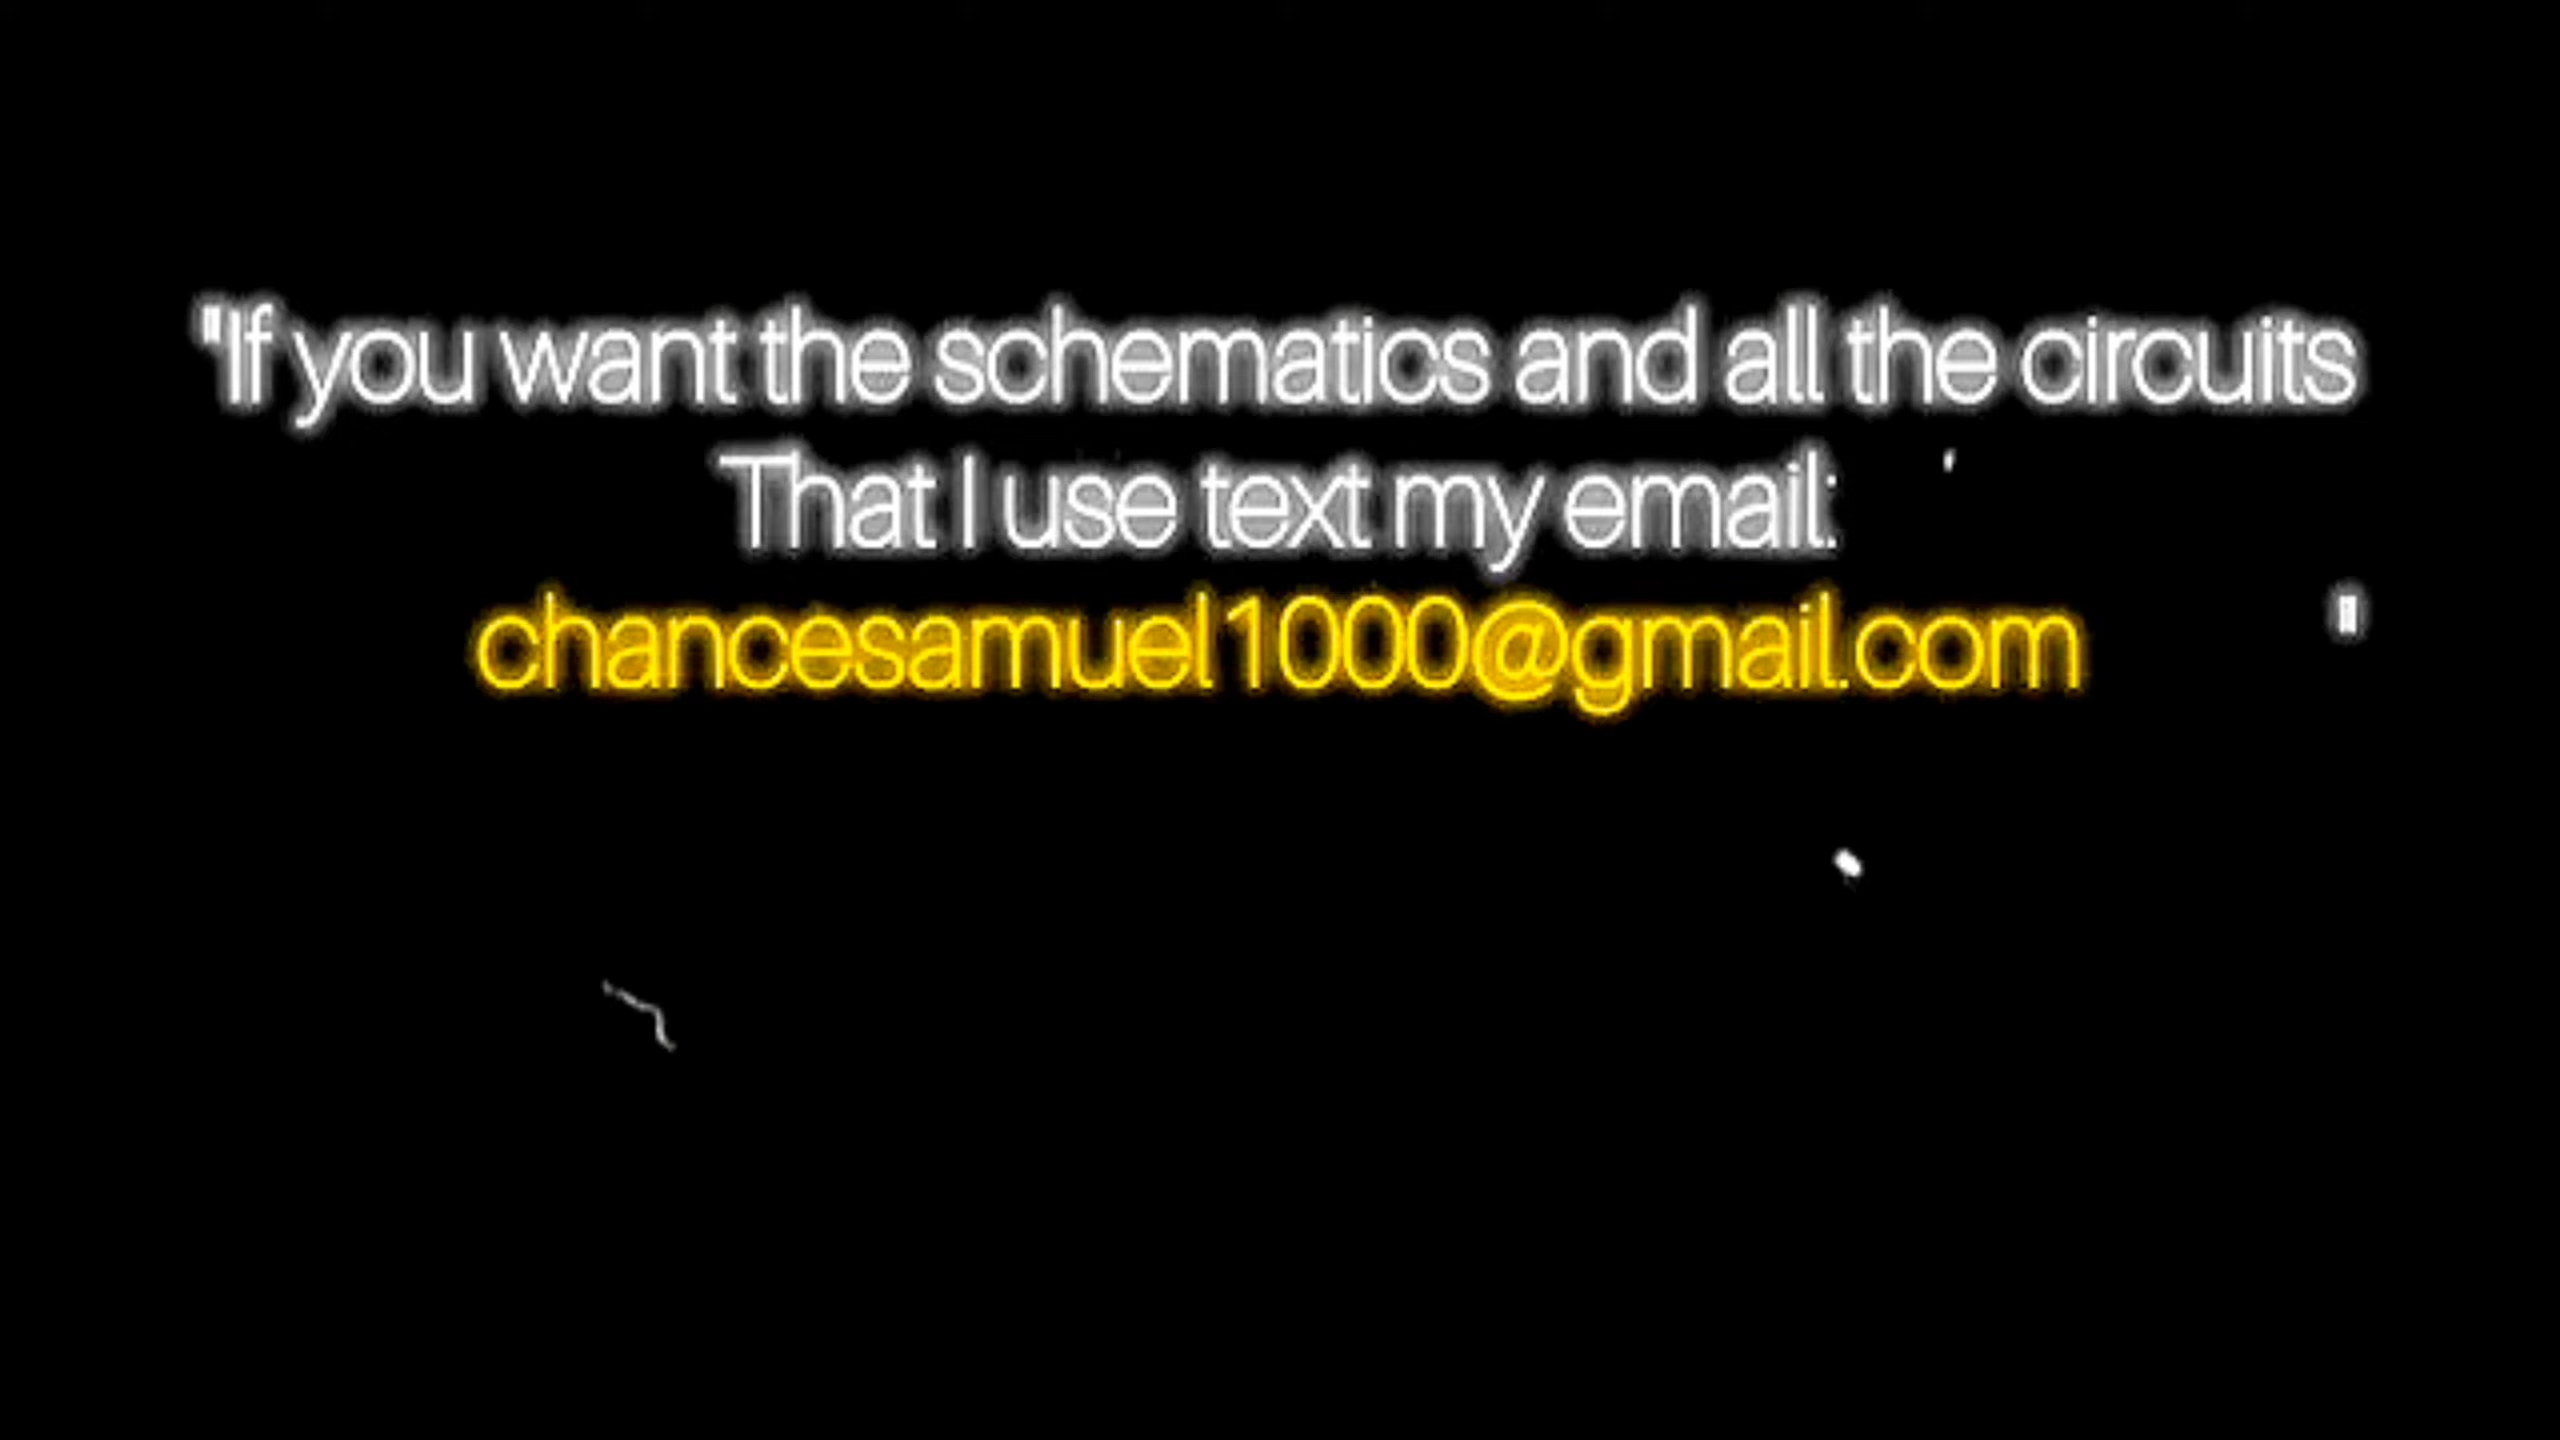 "If you want the schematics and all the circuits
That I use text my email:
chancesamuel1000@gmail.com